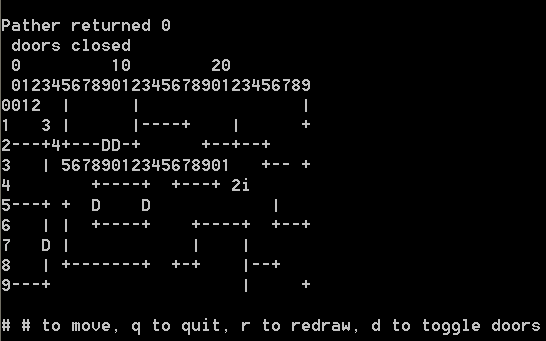 Pather returned 0
 doors closed
 0         10        20
 012345678901234567890123456789
0012  |      |                |
1   3 |      |----+    |      +
2---+4+---DD-+      +--+--+
3   | 56789012345678901   +-- +
4        +----+  +---+ 2i
5---+ +  D    D            |
6   | |  +----+    +----+  +--+
7   D |            |    |
8   | +-------+  +-+    |--+
9---+                   |     +
# # to move, q to quit, r to redraw, d to toggle doors